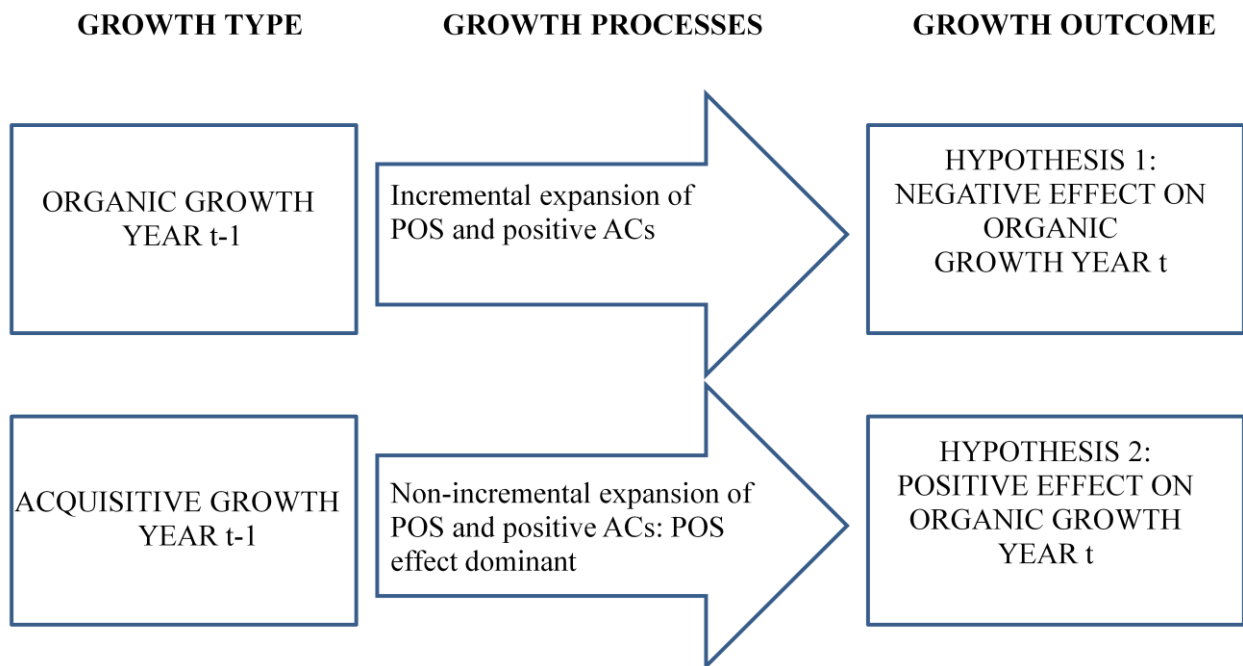 GROWTH TYPE
GROWTH PROCESSES
GROWTH OUTCOME
ORGANIC GROWTH
YEAR t-1
Incremental expansion of
POS and positive ACs
HYPOTHESIS 1:
NEGATIVE EFFECT ON
ORGANIC
GROWTH YEAR t
ACQUISITIVE GROWTH
YEAR t-1
Non-incremental expansion of
POS and positive ACs: POS
effect dominant
HYPOTHESIS 2:
POSITIVE EFFECT ON
ORGANIC GROWTH
YEAR t